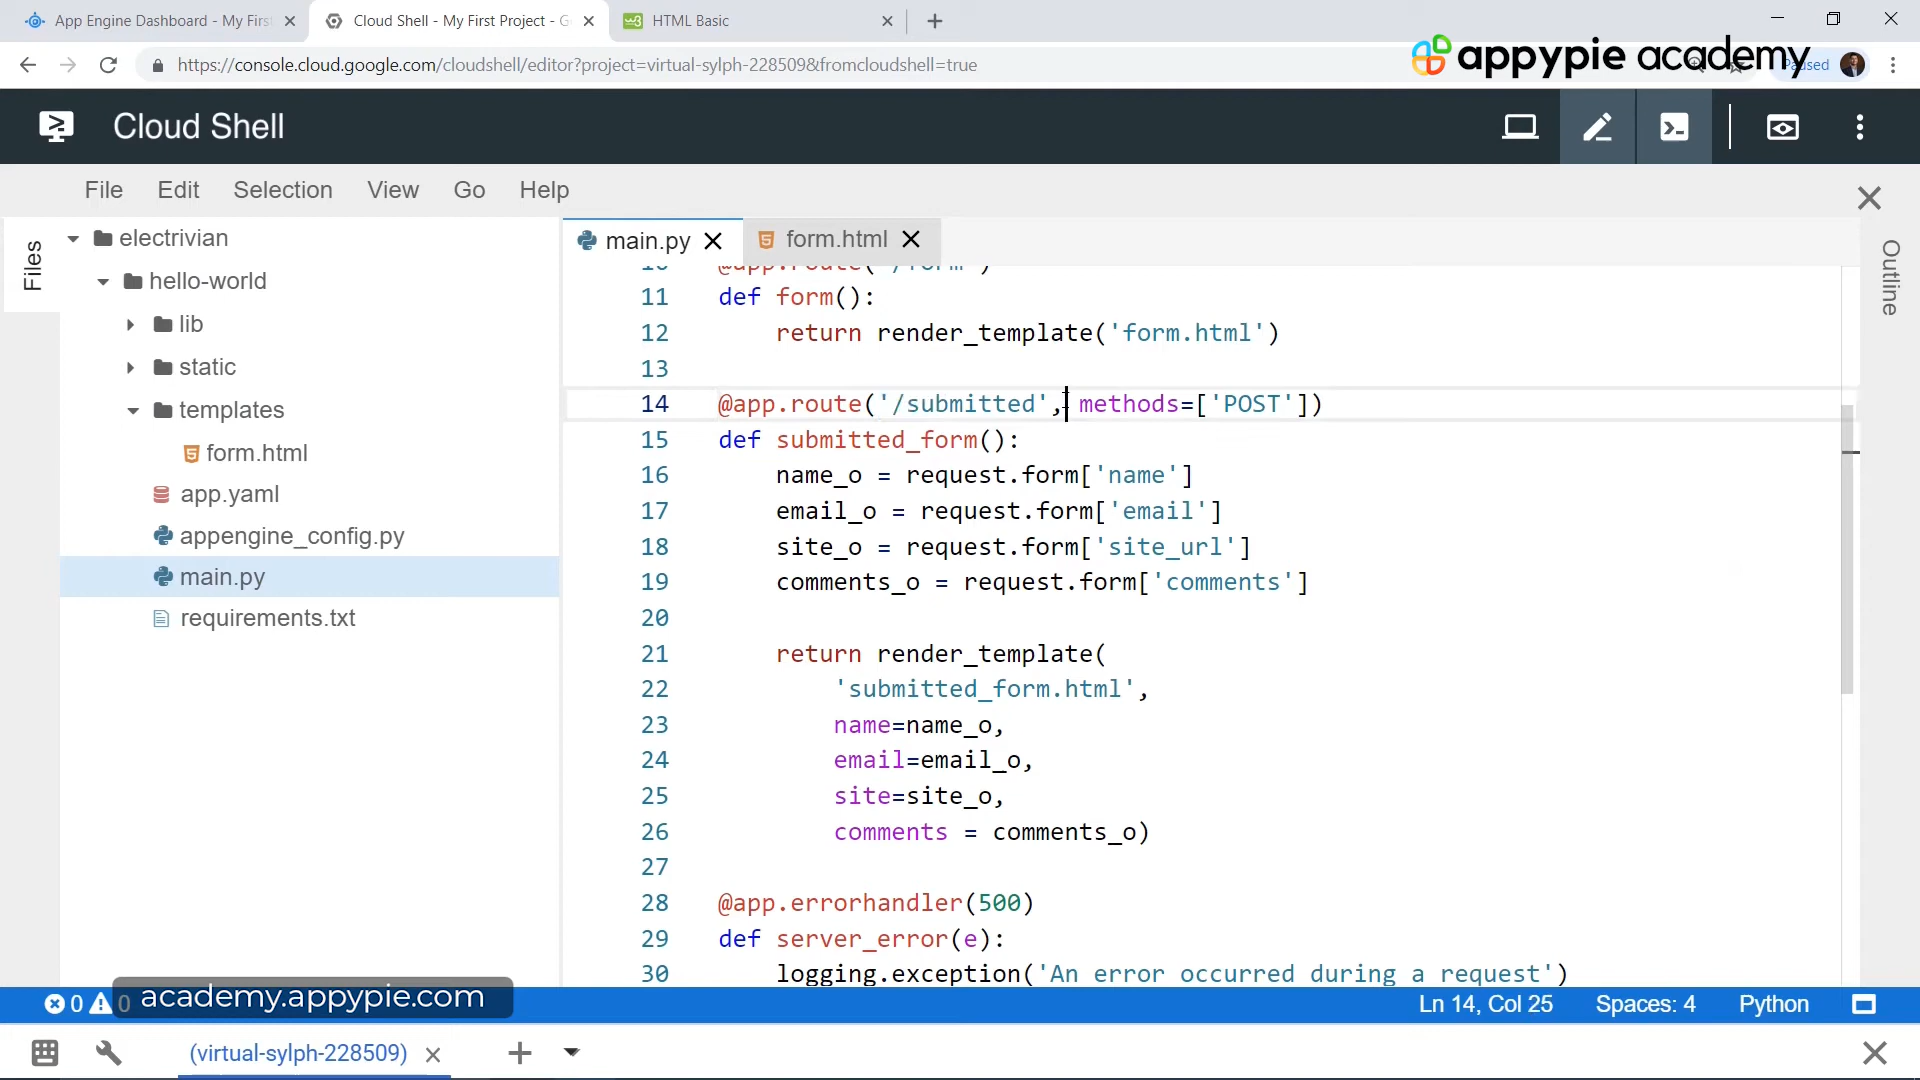 App Engine Dashboard - My First
Cloud Shell - My First Project - G
HTML Basic
https://console.cloud.google.com/cloudshell/editor?project=virtual-sylph-228509&fromcloudshell=true
Paused
appypie academy
Cloud Shell
File Edit Selection View Go Help
Files
Outline
electrivian
hello-world
lib
static
templates
form.html
app.yaml
appengine_config.py
main.py
requirements.txt
main.py
form.html
10 @app.route('/form')
11 def form():
12 return render_template('form.html')
13
14 @app.route('/submitted', methods=['POST'])
15 def submitted_form():
16 name_o = request.form['name']
17 email_o = request.form['email']
18 site_o = request.form['site_url']
19 comments_o = request.form['comments']
20
21 return render_template(
22 'submitted_form.html',
23 name=name_o,
24 email=email_o,
25 site=site_o,
26 comments = comments_o)
27
28 @app.errorhandler(500)
29 def server_error(e):
30 logging.exception('An error occurred during a request')
0 0
academy.appypie.com
Ln 14, Col 25 Spaces: 4 Python
(virtual-sylph-228509)